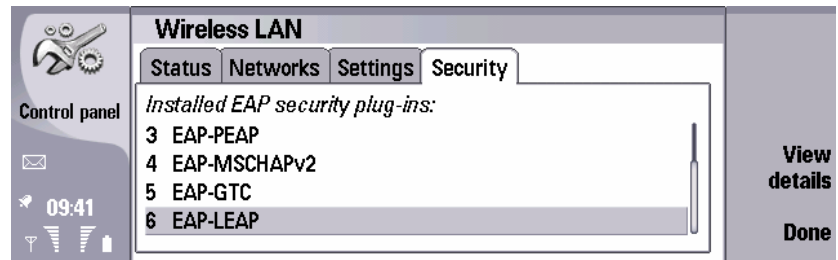 Wireless LAN
Status Networks Settings Security
Control panel
Installed EAP security plug-ins:
3 EAP-PEAP
4 EAP-MSCHAPv2
5 EAP-GTC
6 EAP-LEAP
09:41
View
details
Done